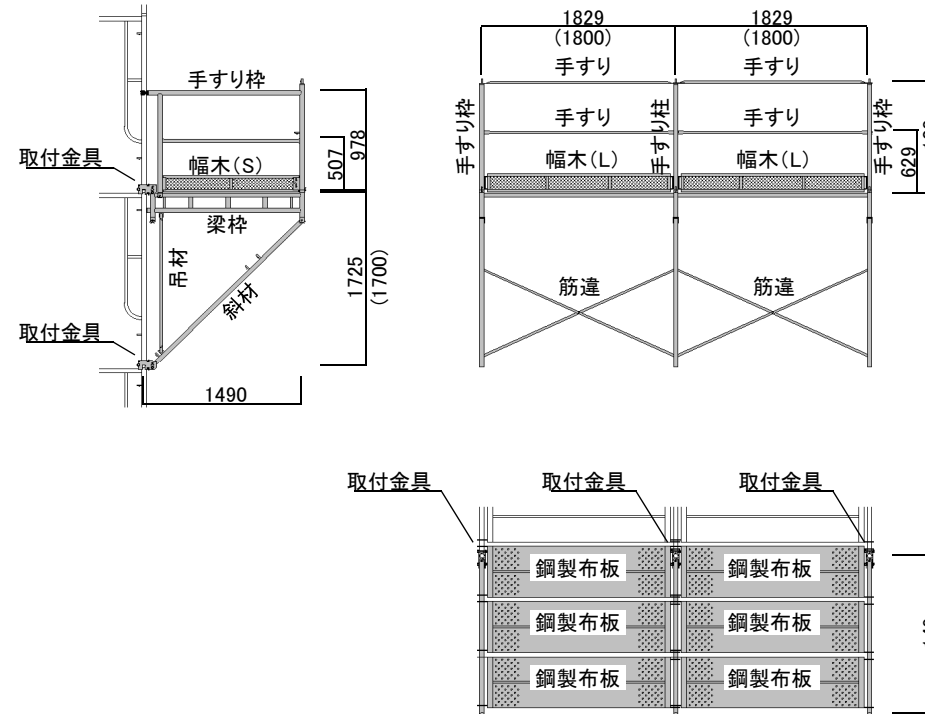 手すり枠
取付金具
幅木(S)
507
978
梁枠
吊材
斜材
1725
(1700)
取付金具
1490
1829
(1800)
1829
(1800)
手すり
手すり
手すり枠
手すり
手すり柱
手すり
手すり枠
幅木(L)
幅木(L)
629
筋違
筋違
取付金具
取付金具
取付金具
鋼製布板
鋼製布板
鋼製布板
鋼製布板
鋼製布板
鋼製布板